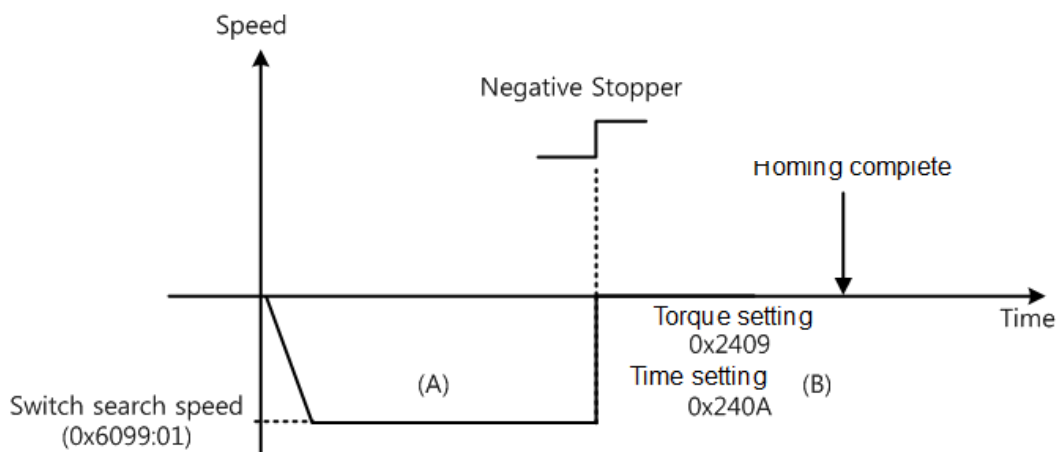 Speed
Negative Stopper
Homing complete
Time
Torque setting
0x2409
(A)
Time setting
(B)
0x240A
Switch search speed
(0x6099:01)